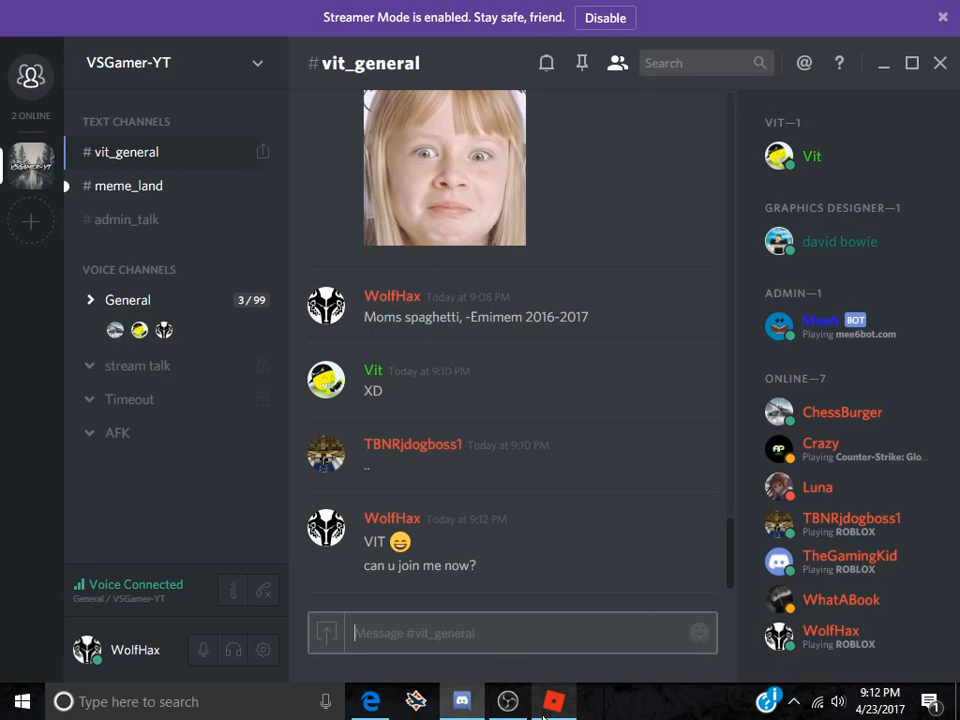 Streamer Mode is enabled. Stay safe, friend.
Disable
2 ONLINE
VSGAMER-YT
VSGamer-YT
TEXT CHANNELS
# vit_general
# meme_land
# admin_talk
VOICE CHANNELS
General 3 / 99
stream talk
Timeout
AFK
Voice Connected
General / VSGamer-YT
WolfHax
# vit_general
Search
WolfHax Today at 9:08 PM
Moms spaghetti, -Emimem 2016-2017
Vit Today at 9:10 PM
XD
TBNRjdogboss1 Today at 9:10 PM
..
WolfHax Today at 9:12 PM
VIT 😄
can u join me now?
Message #vit_general
VIT—1
Vit
GRAPHICS DESIGNER—1
david bowie
ADMIN—1
Mee6 BOT
Playing mee6bot.com
ONLINE—7
ChessBurger
Crazy
Playing Counter-Strike: Glo...
Luna
TBNRjdogboss1
Playing ROBLOX
TheGamingKid
Playing ROBLOX
WhatABook
WolfHax
Playing ROBLOX
Type here to search
9:12 PM
4/23/2017
1